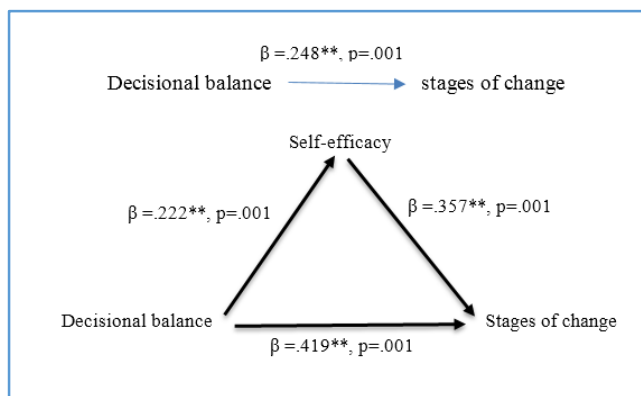 β =.248**, p=.001
Decisional balance stages of change
Self-efficacy
β =.222**, p=.001 β =.357**, p=.001
Decisional balance Stages of change
β =.419**, p=.001